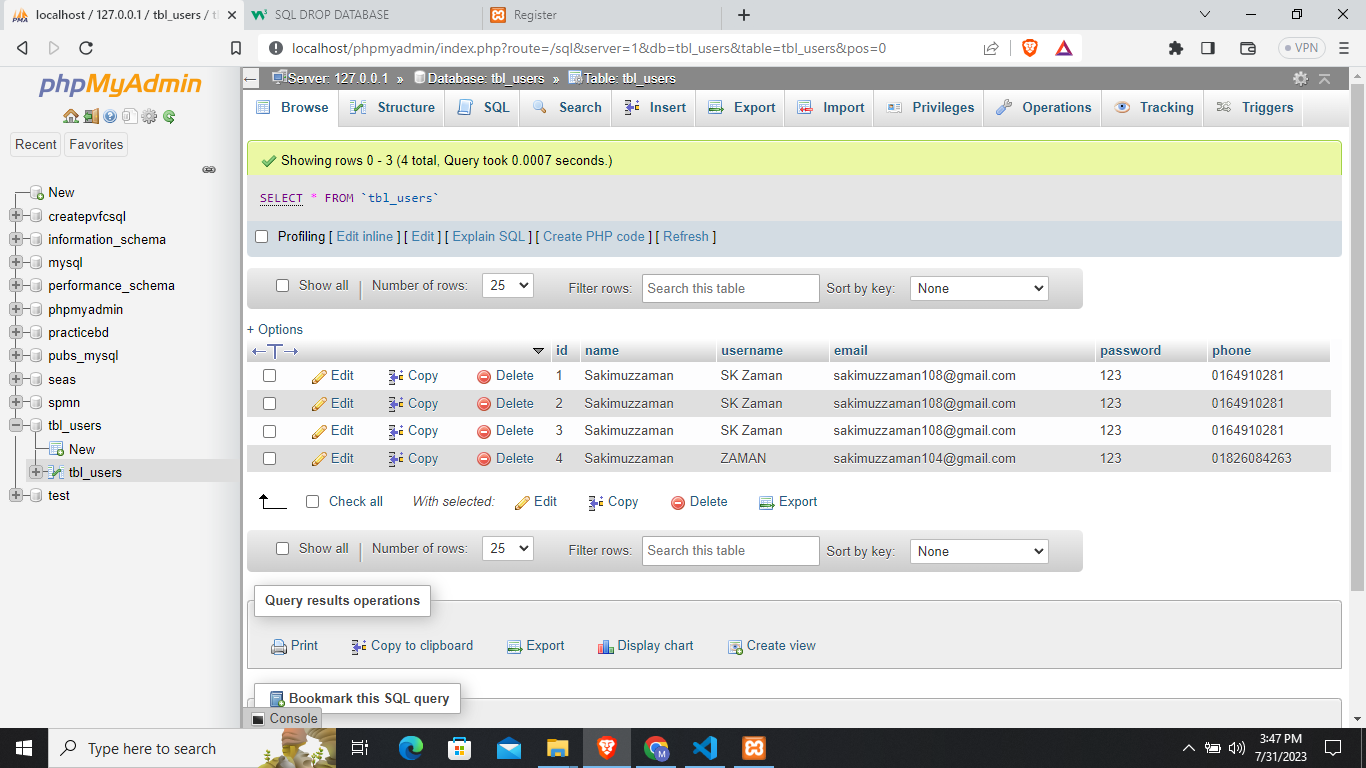 localhost / 127.0.0.1 / tbl_users / t
SQL DROP DATABASE
Register
localhost/phpmyadmin/index.php?route=/sql&server=1&db=tbl_users&table=tbl_users&pos=0
VPN
phpMyAdmin
Recent Favorites
New
createpvfcsql
information_schema
mysql
performance_schema
phpmyadmin
practicebd
pubs_mysql
seas
spmn
tbl_users
New
tbl_users
test
Server: 127.0.0.1 » Database: tbl_users » Table: tbl_users
Browse Structure SQL Search Insert Export Import Privileges Operations Tracking Triggers
Showing rows 0 - 3 (4 total, Query took 0.0007 seconds.)
SELECT * FROM `tbl_users`
Profiling [ Edit inline ] [ Edit ] [ Explain SQL ] [ Create PHP code ] [ Refresh ]
Show all | Number of rows: 25 Filter rows: Search this table Sort by key: None
+ Options
←T→ id name username email password phone
Edit Copy Delete 1 Sakimuzzaman SK Zaman sakimuzzaman108@gmail.com 123 0164910281
Edit Copy Delete 2 Sakimuzzaman SK Zaman sakimuzzaman108@gmail.com 123 0164910281
Edit Copy Delete 3 Sakimuzzaman SK Zaman sakimuzzaman108@gmail.com 123 0164910281
Edit Copy Delete 4 Sakimuzzaman ZAMAN sakimuzzaman104@gmail.com 123 01826084263
Check all With selected: Edit Copy Delete Export
Show all | Number of rows: 25 Filter rows: Search this table Sort by key: None
Query results operations
Print Copy to clipboard Export Display chart Create view
Bookmark this SQL query
Console
Type here to search
3:47 PM
7/31/2023